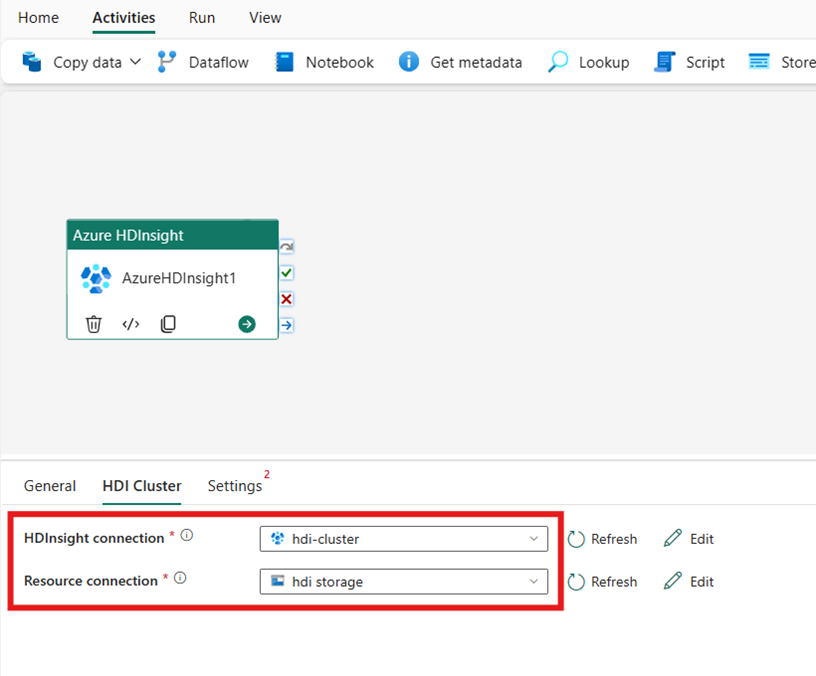 Home Activities Run View
Copy data Dataflow Notebook Get metadata Lookup Script Store
Azure HDInsight
AzureHDInsight1
</>
General HDI Cluster Settings 2
HDInsight connection * hdi-cluster Refresh Edit
Resource connection * hdi storage Refresh Edit